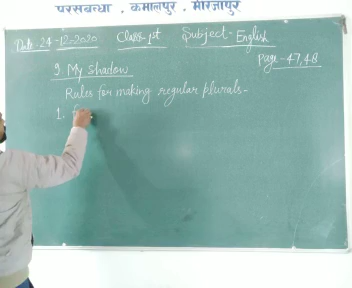 परसबन्धा , कमालपुर , मीरजापुर
Date-24-12-2020 Class-1st Subject-English
Page-47,48
9. My Shadow
Rules for making regular plurals-
1.